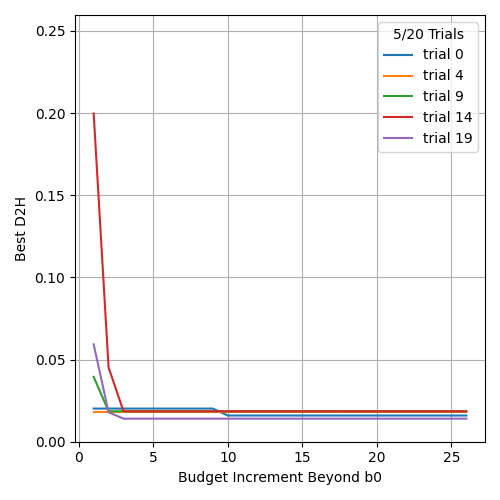 5/20 Trials
trial 0
trial 4
trial 9
trial 14
trial 19
0.25
0.20
0.15
0.10
0.05
0.00
Best D2H
0 5 10 15 20 25
Budget Increment Beyond b0